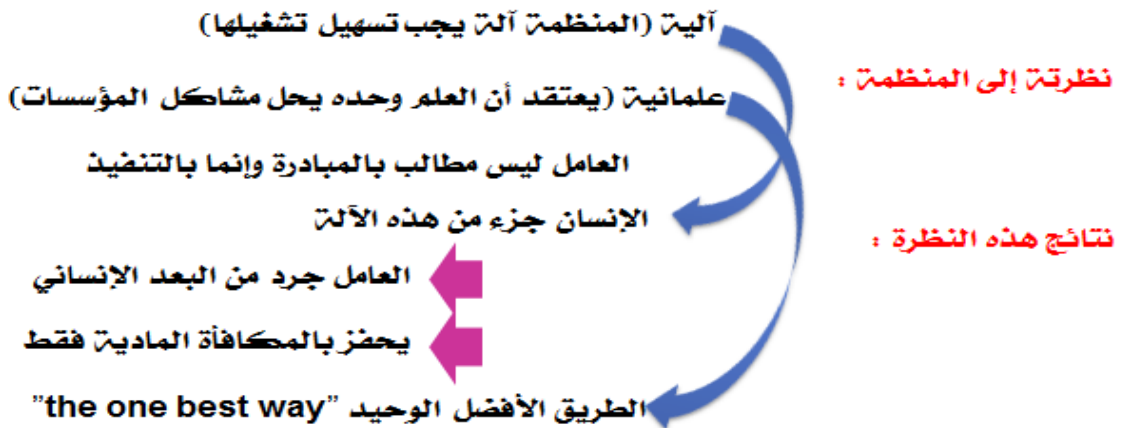 آلية (المنظمة آلة يجب تسهيل تشغيلها)
نظرتة إلى المنظمة :
علمانية (يعتقد أن العلم وحده يحل مشاكل المؤسسات)
العامل ليس مطالب بالمبادرة وإنما بالتنفيذ
الإنسان جزء من هذه الآلة
نتائج هذه النظرة :
العامل جرد من البعد الإنساني
يحفز بالمكافأة المادية فقط
الطريق الأفضل الوحيد "the one best way"